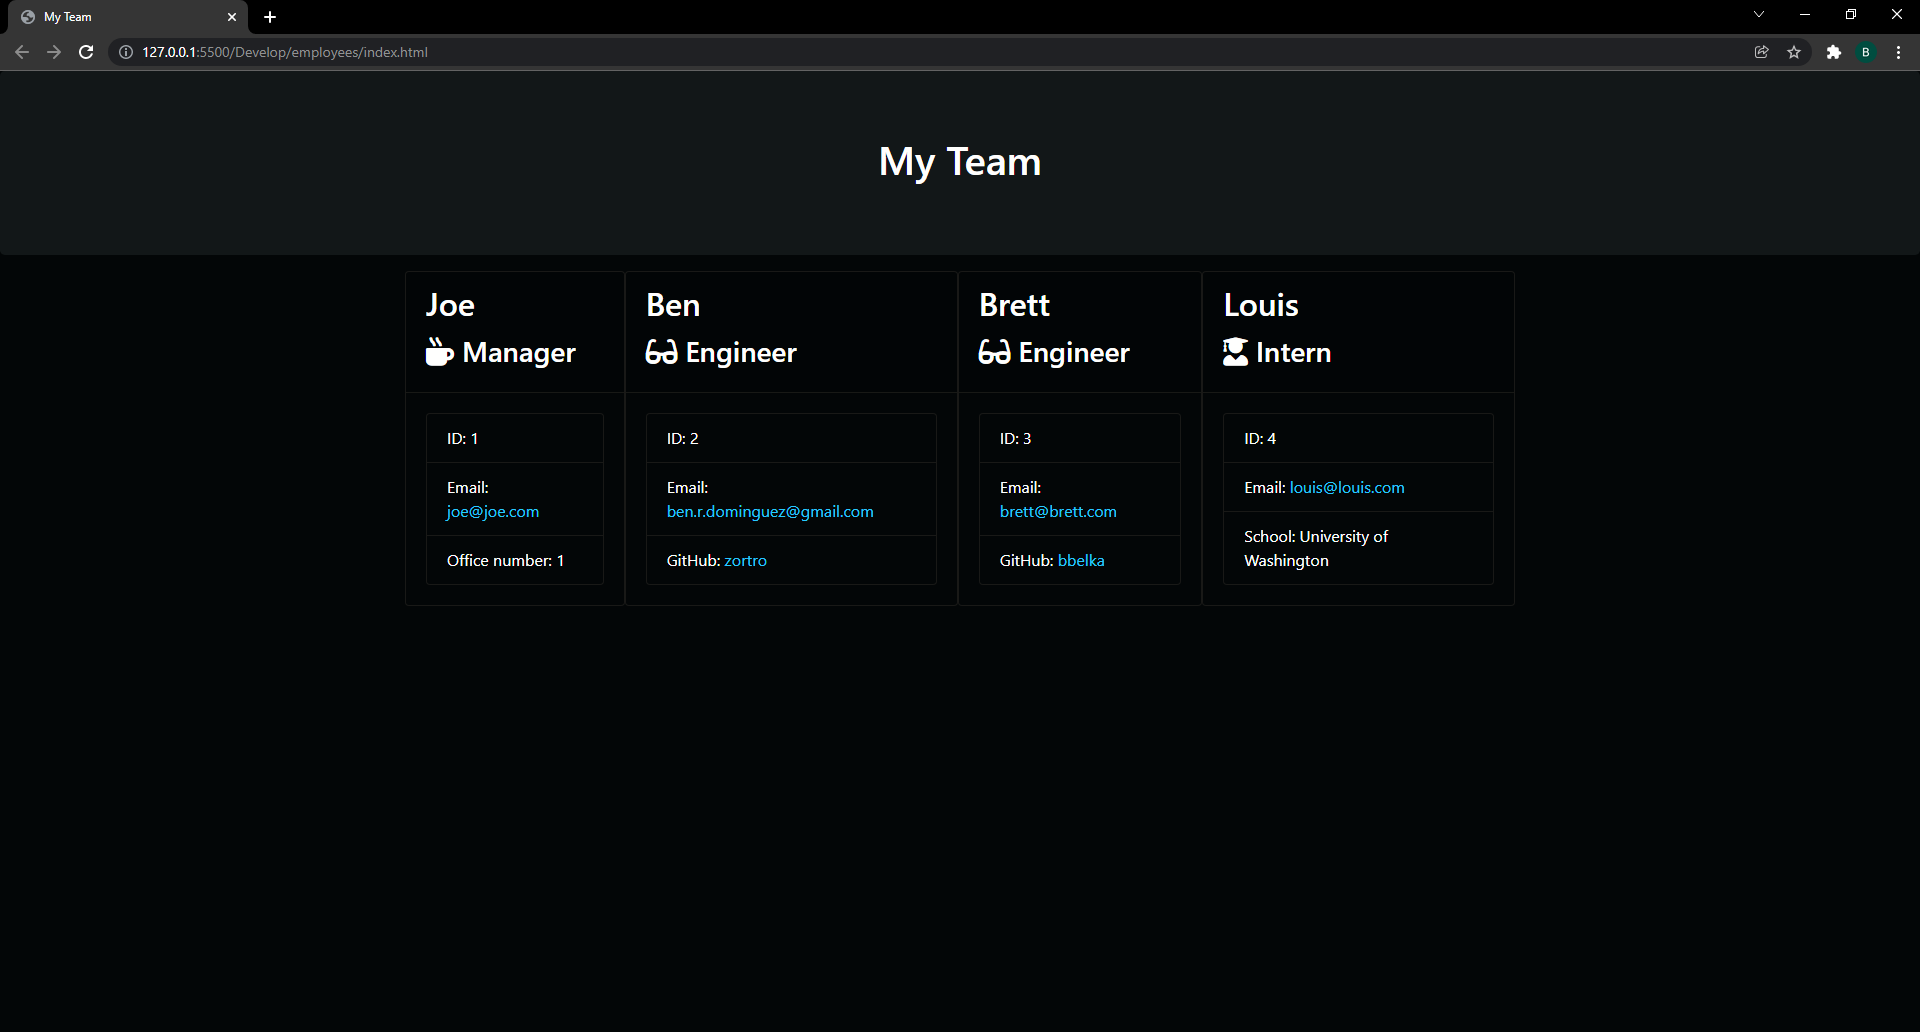 My Team
127.0.0.1:5500/Develop/employees/index.html
B
My Team
Joe
Manager
ID: 1
Email:
joe@joe.com
Office number: 1
Ben
Engineer
ID: 2
Email:
ben.r.dominguez@gmail.com
GitHub: zortro
Brett
Engineer
ID: 3
Email:
brett@brett.com
GitHub: bbelka
Louis
Intern
ID: 4
Email: louis@louis.com
School: University of
Washington